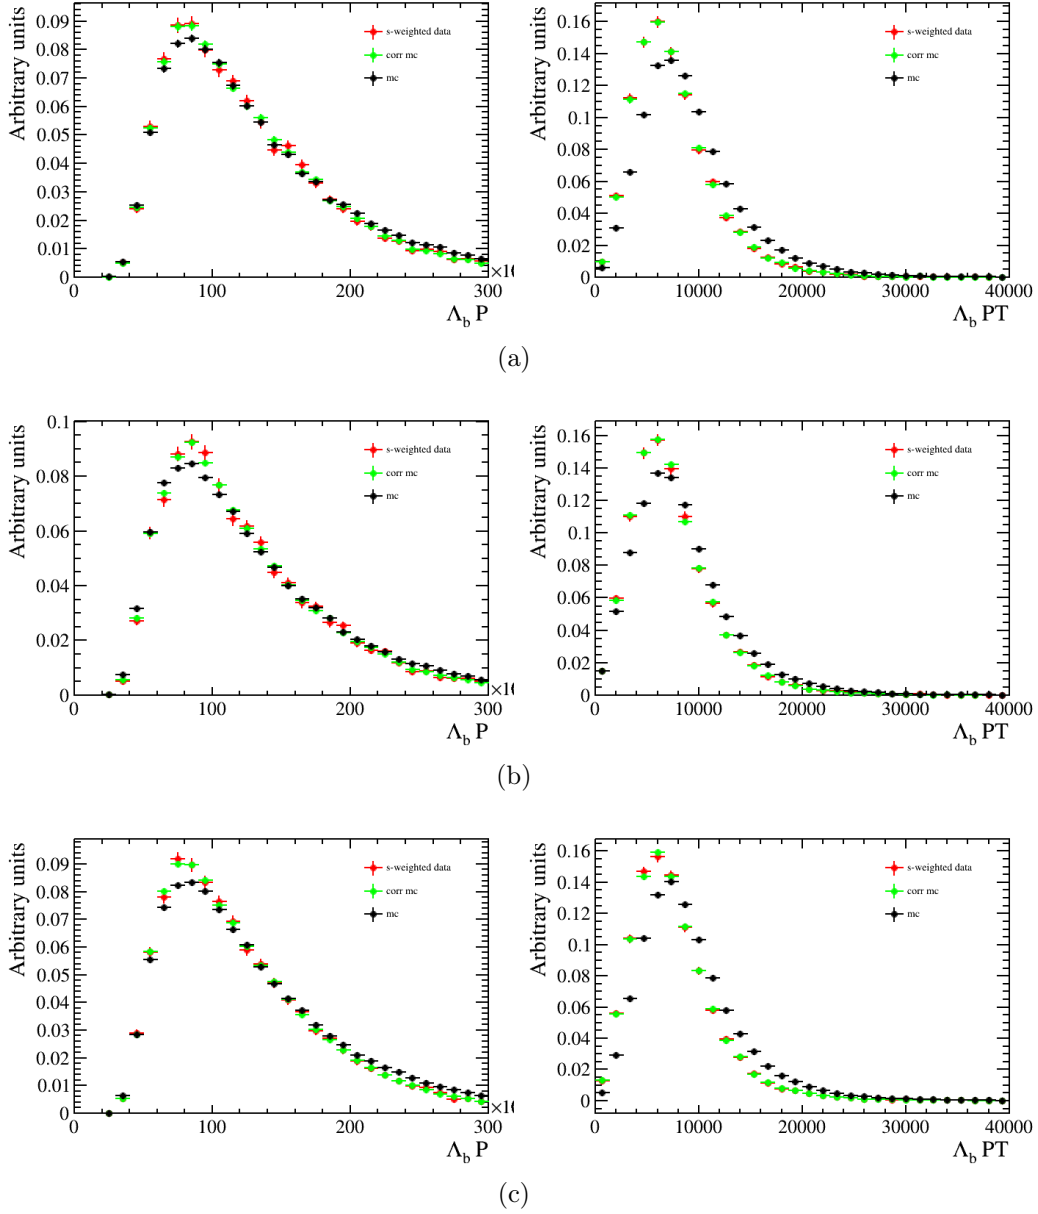 Arbitrary units
0.09
0.08
0.07
0.06
0.05
0.04
0.03
0.02
0.01
0
s-weighted data
corr mc
mc
0 100 200 300
Λb P
Arbitrary units
0.16
0.14
0.12
0.1
0.08
0.06
0.04
0.02
0
s-weighted data
corr mc
mc
0 10000 20000 30000 40000
Λb PT
(a)
Arbitrary units
0.1
0.08
0.06
0.04
0.02
0
s-weighted data
corr mc
mc
0 100 200 300
Λb P
Arbitrary units
0.16
0.14
0.12
0.1
0.08
0.06
0.04
0.02
0
s-weighted data
corr mc
mc
0 10000 20000 30000 40000
Λb PT
(b)
Arbitrary units
0.09
0.08
0.07
0.06
0.05
0.04
0.03
0.02
0.01
0
s-weighted data
corr mc
mc
0 100 200 300
Λb P
Arbitrary units
0.16
0.14
0.12
0.1
0.08
0.06
0.04
0.02
0
s-weighted data
corr mc
mc
0 10000 20000 30000 40000
Λb PT
(c)